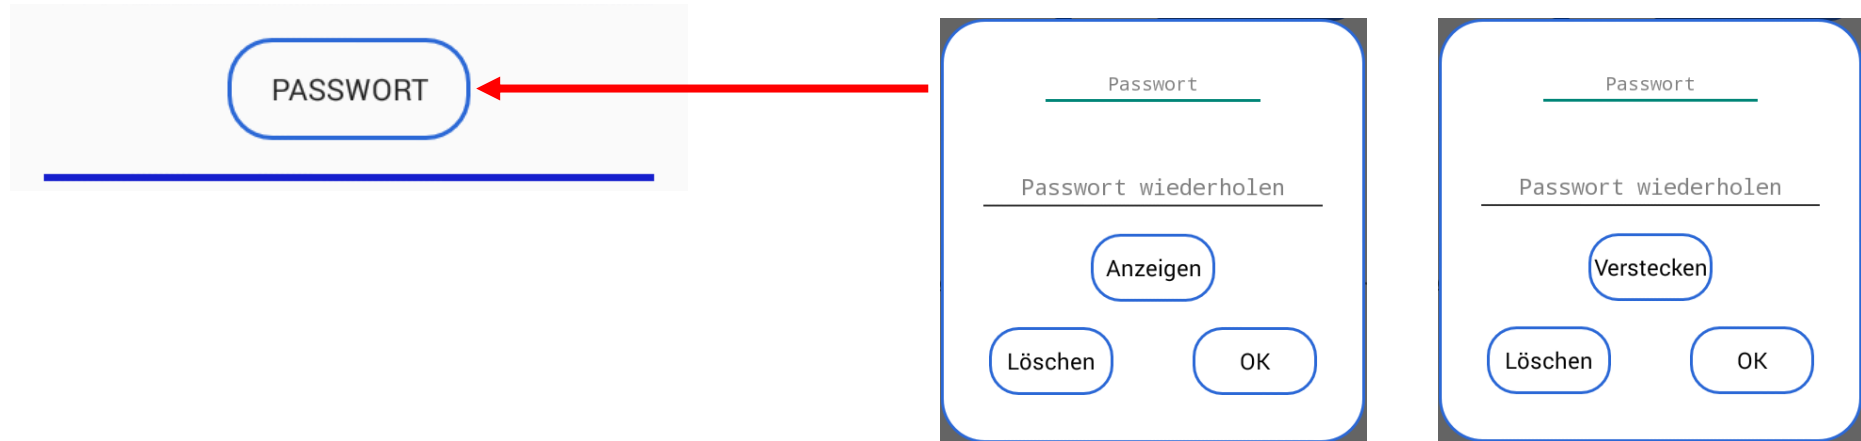 PASSWORT
Passwort
Passwort wiederholen
Anzeigen
Löschen
OK
Passwort
Passwort wiederholen
Verstecken
Löschen
OK